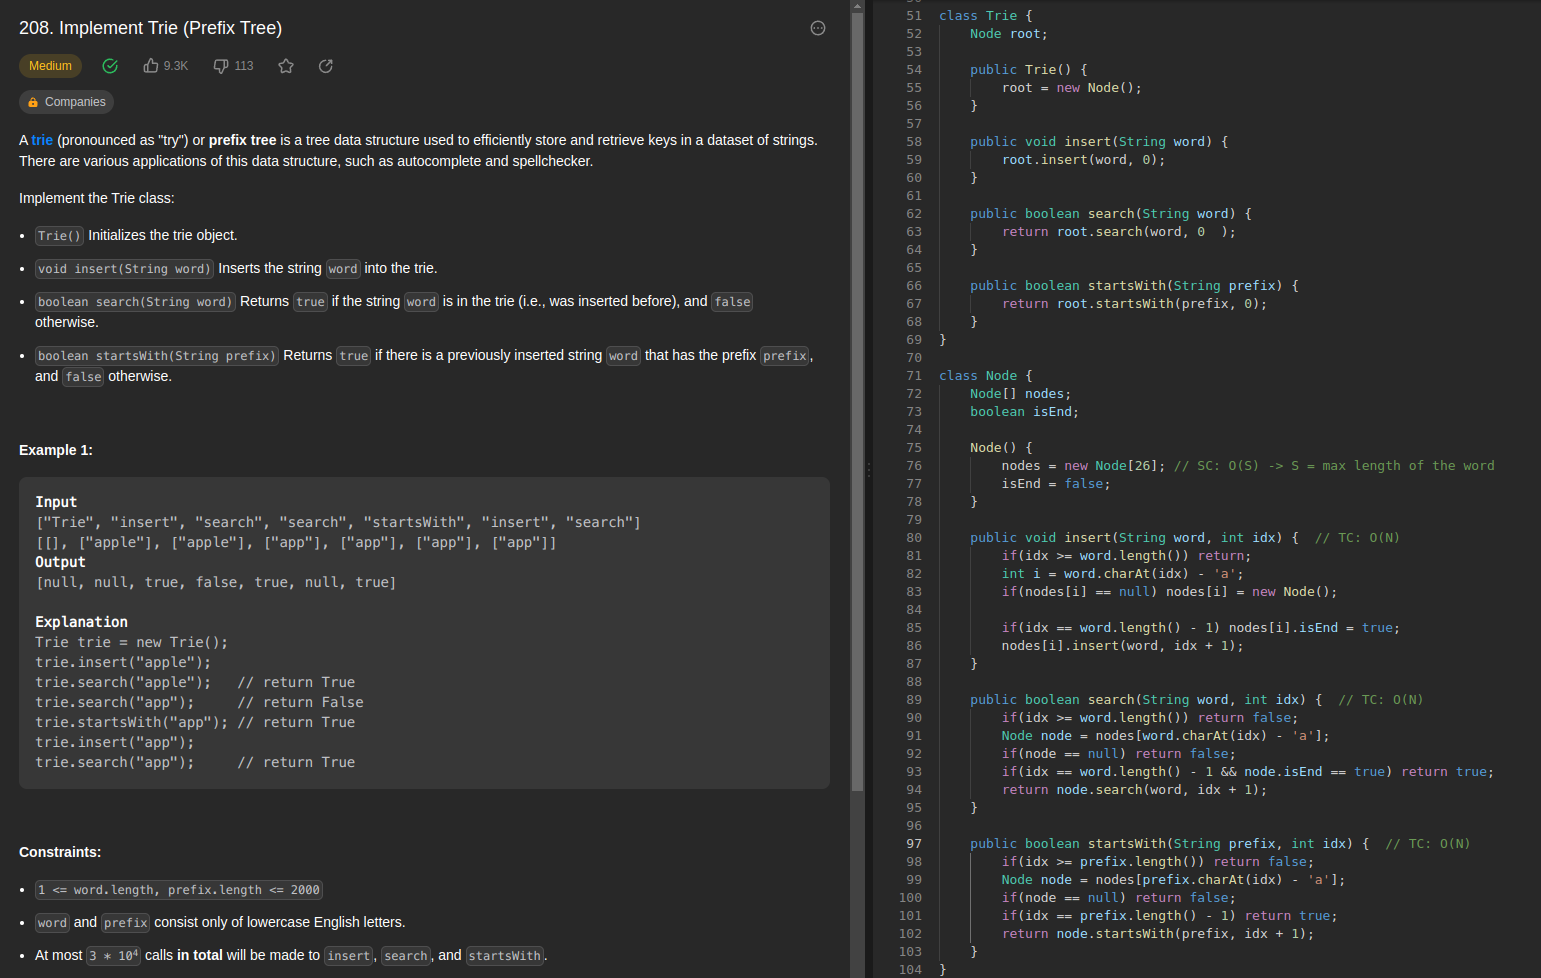 208. Implement Trie (Prefix Tree)
Medium 9.3K 113
Companies
A trie (pronounced as "try") or prefix tree is a tree data structure used to efficiently store and retrieve keys in a dataset of strings.
There are various applications of this data structure, such as autocomplete and spellchecker.
Implement the Trie class:
• Trie() Initializes the trie object.
• void insert(String word) Inserts the string word into the trie.
• boolean search(String word) Returns true if the string word is in the trie (i.e., was inserted before), and false
otherwise.
• boolean startsWith(String prefix) Returns true if there is a previously inserted string word that has the prefix prefix,
and false otherwise.
Example 1:
Input
["Trie", "insert", "search", "search", "startsWith", "insert", "search"]
[[], ["apple"], ["apple"], ["app"], ["app"], ["app"], ["app"]]
Output
[null, null, true, false, true, null, true]
Explanation
Trie trie = new Trie();
trie.insert("apple");
trie.search("apple");   // return True
trie.search("app");     // return False
trie.startsWith("app"); // return True
trie.insert("app");
trie.search("app");     // return True
Constraints:
• 1 <= word.length, prefix.length <= 2000
• word and prefix consist only of lowercase English letters.
• At most 3 * 10⁴ calls in total will be made to insert, search, and startsWith.
51 class Trie {
52     Node root;
53
54     public Trie() {
55         root = new Node();
56     }
57
58     public void insert(String word) {
59         root.insert(word, 0);
60     }
61
62     public boolean search(String word) {
63         return root.search(word, 0  );
64     }
65
66     public boolean startsWith(String prefix) {
67         return root.startsWith(prefix, 0);
68     }
69 }
70
71 class Node {
72     Node[] nodes;
73     boolean isEnd;
74
75     Node() {
76         nodes = new Node[26]; // SC: O(S) -> S = max length of the word
77         isEnd = false;
78     }
79
80     public void insert(String word, int idx) {  // TC: O(N)
81         if(idx >= word.length()) return;
82         int i = word.charAt(idx) - 'a';
83         if(nodes[i] == null) nodes[i] = new Node();
84
85         if(idx == word.length() - 1) nodes[i].isEnd = true;
86         nodes[i].insert(word, idx + 1);
87     }
88
89     public boolean search(String word, int idx) {  // TC: O(N)
90         if(idx >= word.length()) return false;
91         Node node = nodes[word.charAt(idx) - 'a'];
92         if(node == null) return false;
93         if(idx == word.length() - 1 && node.isEnd == true) return true;
94         return node.search(word, idx + 1);
95     }
96
97     public boolean startsWith(String prefix, int idx) {  // TC: O(N)
98         if(idx >= prefix.length()) return false;
99         Node node = nodes[prefix.charAt(idx) - 'a'];
100         if(node == null) return false;
101         if(idx == prefix.length() - 1) return true;
102         return node.startsWith(prefix, idx + 1);
103     }
104 }